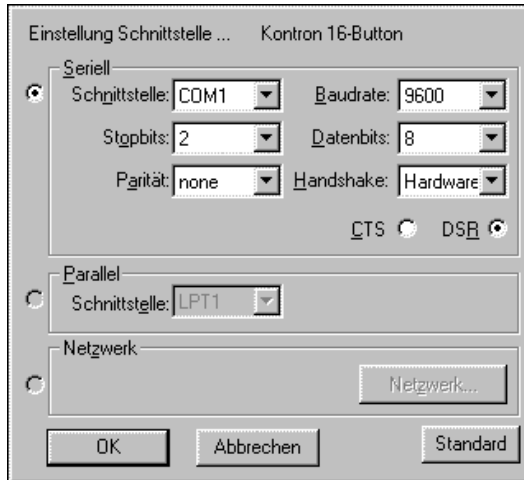 Einstellung Schnittstelle ... Kontron 16-Button
Seriell
Schnittstelle: COM1 Baudrate: 9600
Stopbits: 2 Datenbits: 8
Parität: none Handshake: Hardware
CTS DSR
Parallel
Schnittstelle: LPT1
Netzwerk
Netzwerk...
OK Abbrechen Standard